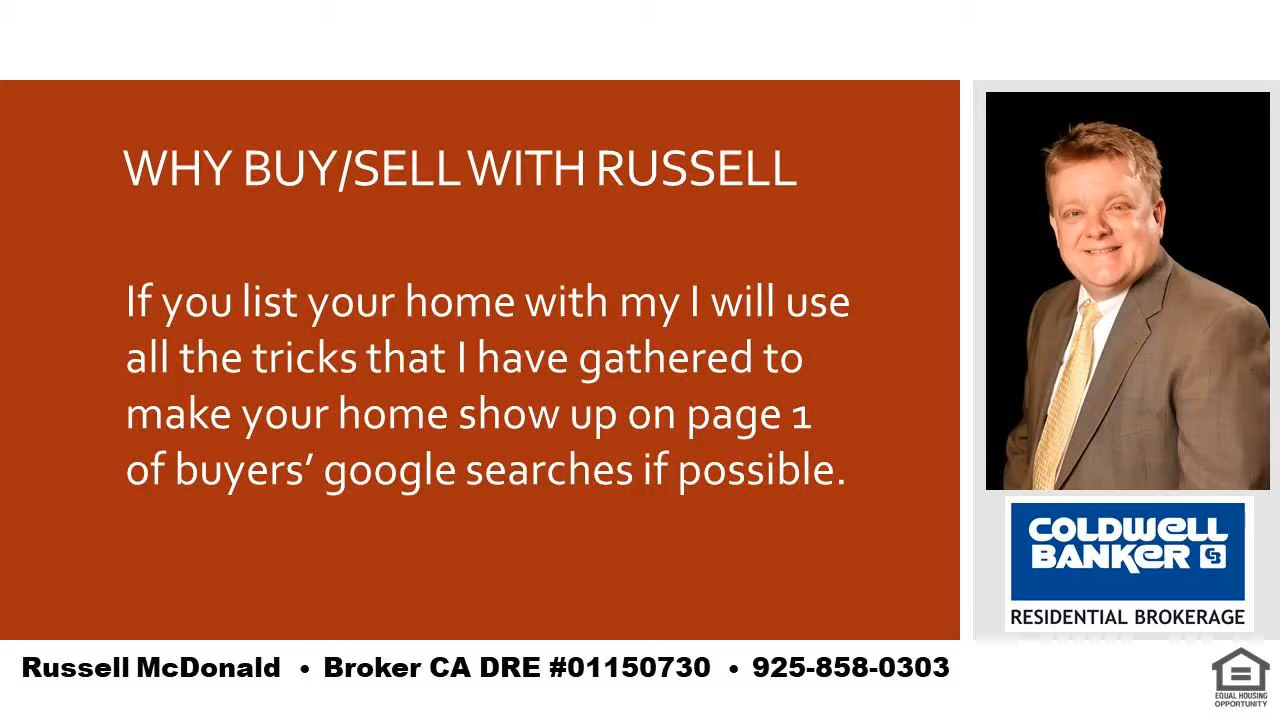 WHY BUY/SELL WITH RUSSELL
If you list your home with my I will use
all the tricks that I have gathered to
make your home show up on page 1
of buyers’ google searches if possible.
COLDWELL
BANKER CB
RESIDENTIAL BROKERAGE
Russell McDonald • Broker CA DRE #01150730 • 925-858-0303
EQUAL HOUSING
OPPORTUNITY